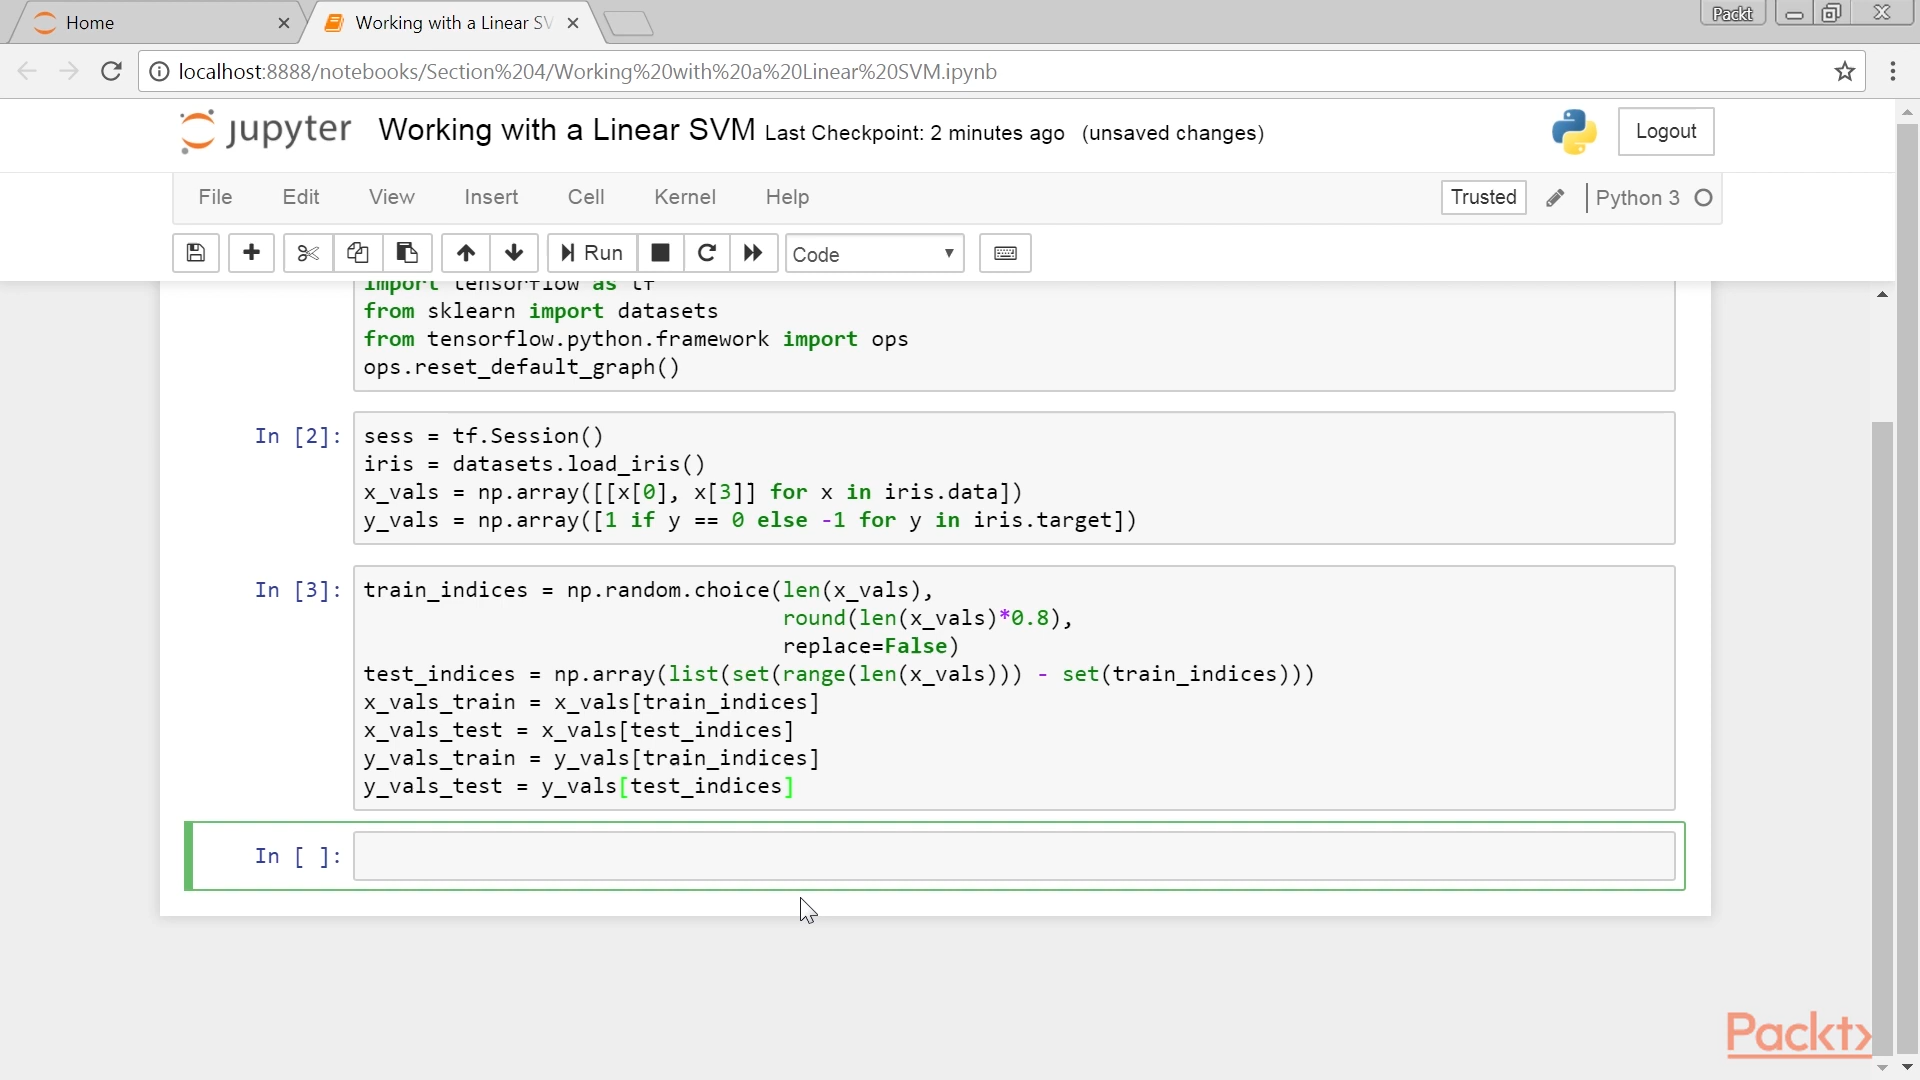 Home
Working with a Linear SV
Packt
localhost:8888/notebooks/Section%204/Working%20with%20a%20Linear%20SVM.ipynb
jupyter Working with a Linear SVM Last Checkpoint: 2 minutes ago (unsaved changes)
Logout
File Edit View Insert Cell Kernel Help
Trusted Python 3
Run Code
import tensorflow as tf
from sklearn import datasets
from tensorflow.python.framework import ops
ops.reset_default_graph()
In [2]: sess = tf.Session()
iris = datasets.load_iris()
x_vals = np.array([[x[0], x[3]] for x in iris.data])
y_vals = np.array([1 if y == 0 else -1 for y in iris.target])
In [3]: train_indices = np.random.choice(len(x_vals),
round(len(x_vals)*0.8),
replace=False)
test_indices = np.array(list(set(range(len(x_vals))) - set(train_indices)))
x_vals_train = x_vals[train_indices]
x_vals_test = x_vals[test_indices]
y_vals_train = y_vals[train_indices]
y_vals_test = y_vals[test_indices]
In [ ]:
Packt